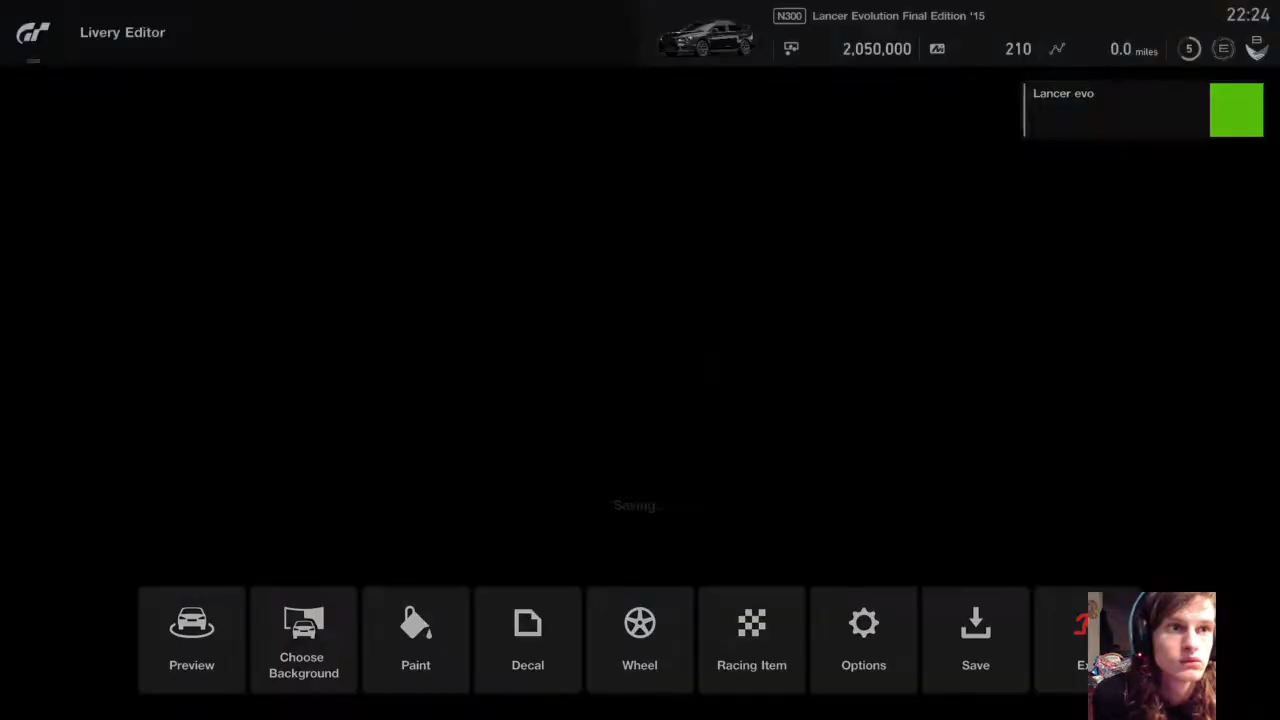 Livery Editor
N300 Lancer Evolution Final Edition '15
22:24
2,050,000
210
0.0 miles
5
E
B
Lancer evo
Saving...
Preview
Choose
Background
Paint
Decal
Wheel
Racing Item
Options
Save